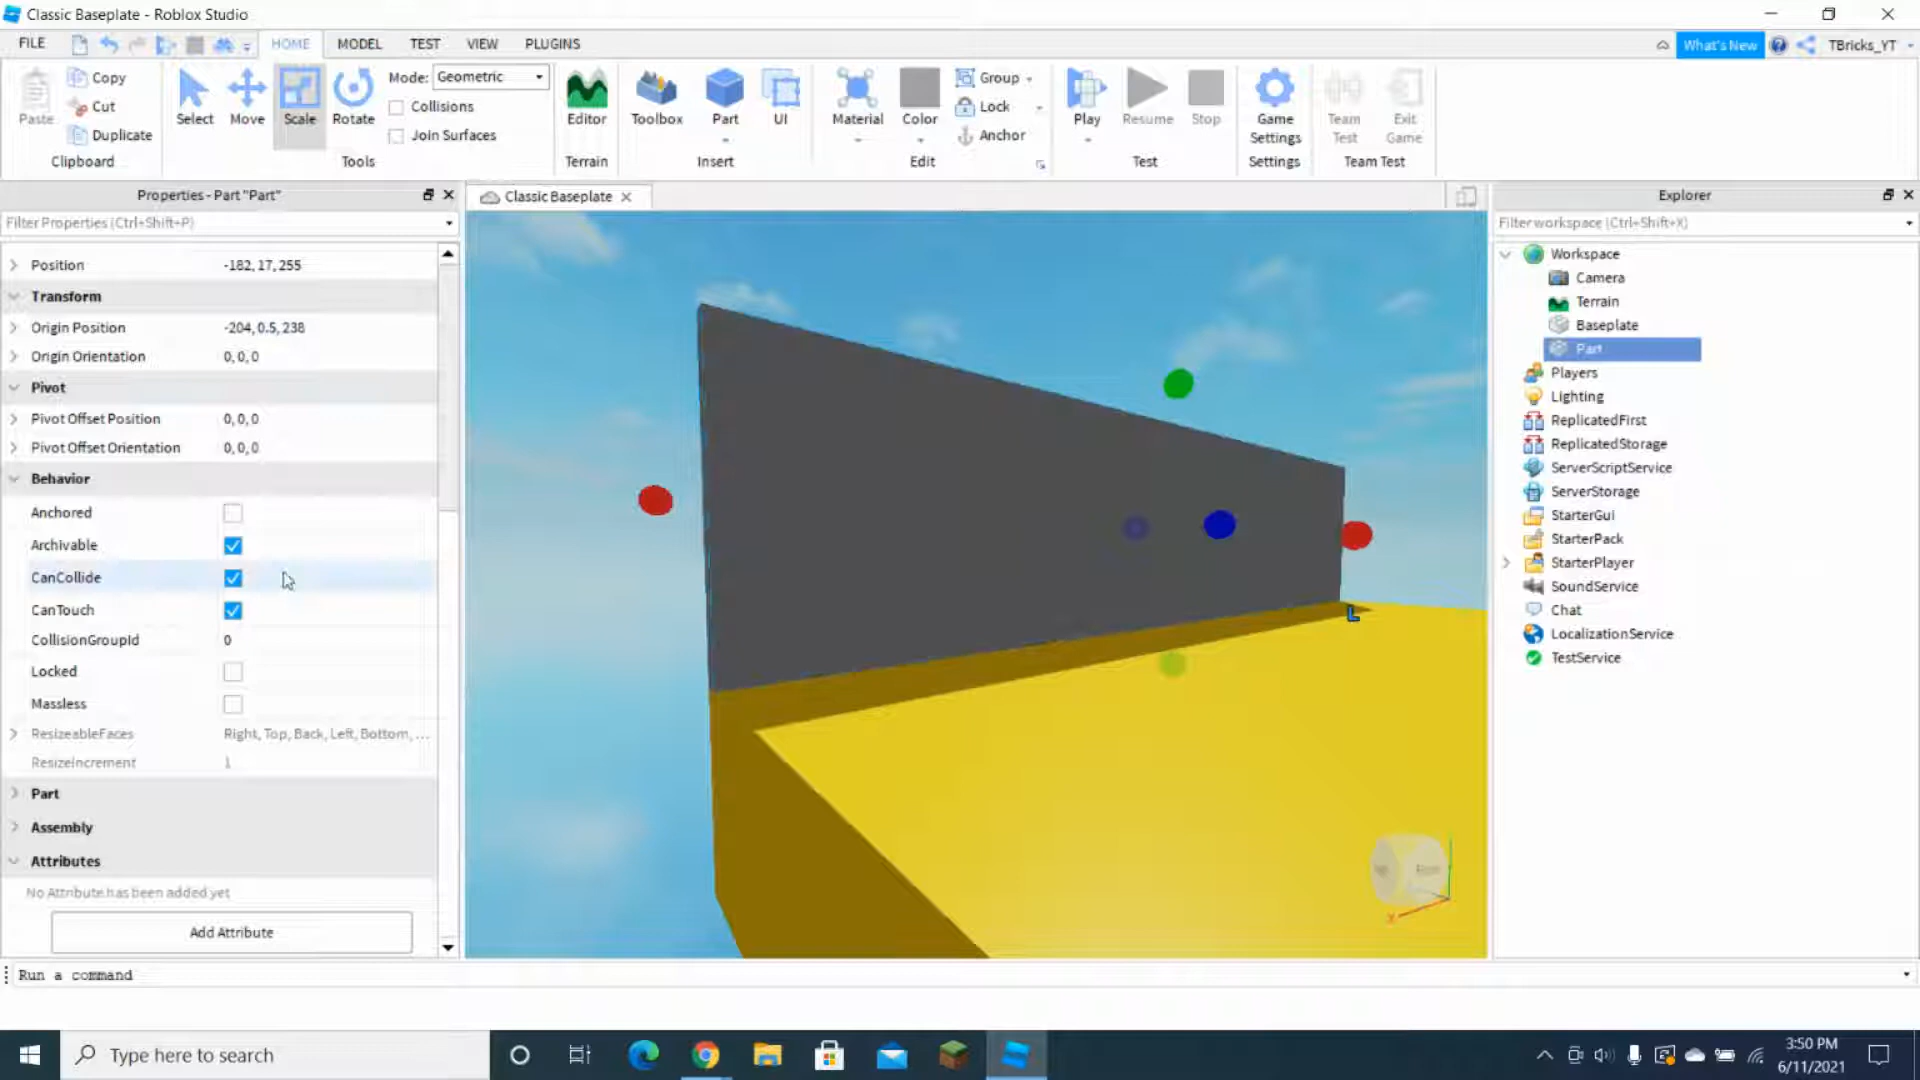 Classic Baseplate - Roblox Studio
FILE HOME MODEL TEST VIEW PLUGINS What's New TBricks_YT
Paste Copy Cut Duplicate Clipboard
Select Move Scale Rotate
Mode: Geometric
Collisions
Join Surfaces
Tools
Editor
Terrain
Toolbox Part UI
Insert
Material Color
Group
Lock
Anchor
Edit
Play Resume Stop
Test
Game Settings
Settings
Team Test Exit Game
Team Test
Properties - Part "Part"
Filter Properties (Ctrl+Shift+P)
Position -182, 17, 255
Transform
Origin Position -204, 0.5, 238
Origin Orientation 0, 0, 0
Pivot
Pivot Offset Position 0, 0, 0
Pivot Offset Orientation 0, 0, 0
Behavior
Anchored
Archivable
CanCollide
CanTouch
CollisionGroupId 0
Locked
Massless
ResizeableFaces Right, Top, Back, Left, Bottom, ...
ResizeIncrement 1
Part
Assembly
Attributes
No Attribute has been added yet
Add Attribute
Classic Baseplate
L
X
Explorer
Filter workspace (Ctrl+Shift+X)
Workspace
Camera
Terrain
Baseplate
Part
Players
Lighting
ReplicatedFirst
ReplicatedStorage
ServerScriptService
ServerStorage
StarterGui
StarterPack
StarterPlayer
SoundService
Chat
LocalizationService
TestService
Run a command
Type here to search
3:50 PM
6/11/2021